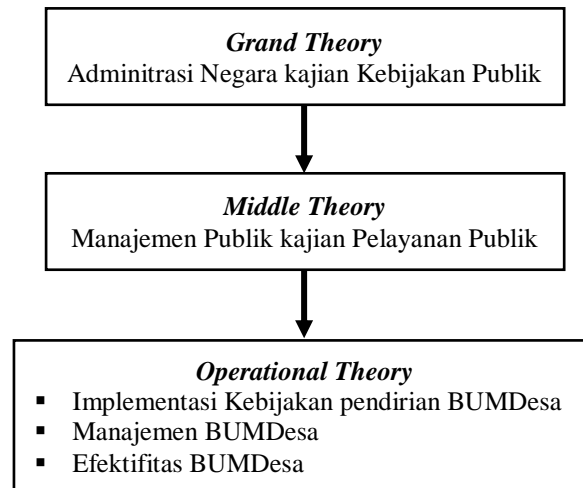 Grand Theory
Adminitrasi Negara kajian Kebijakan Publik
Middle Theory
Manajemen Publik kajian Pelayanan Publik
Operational Theory
▪ Implementasi Kebijakan pendirian BUMDesa
▪ Manajemen BUMDesa
▪ Efektifitas BUMDesa